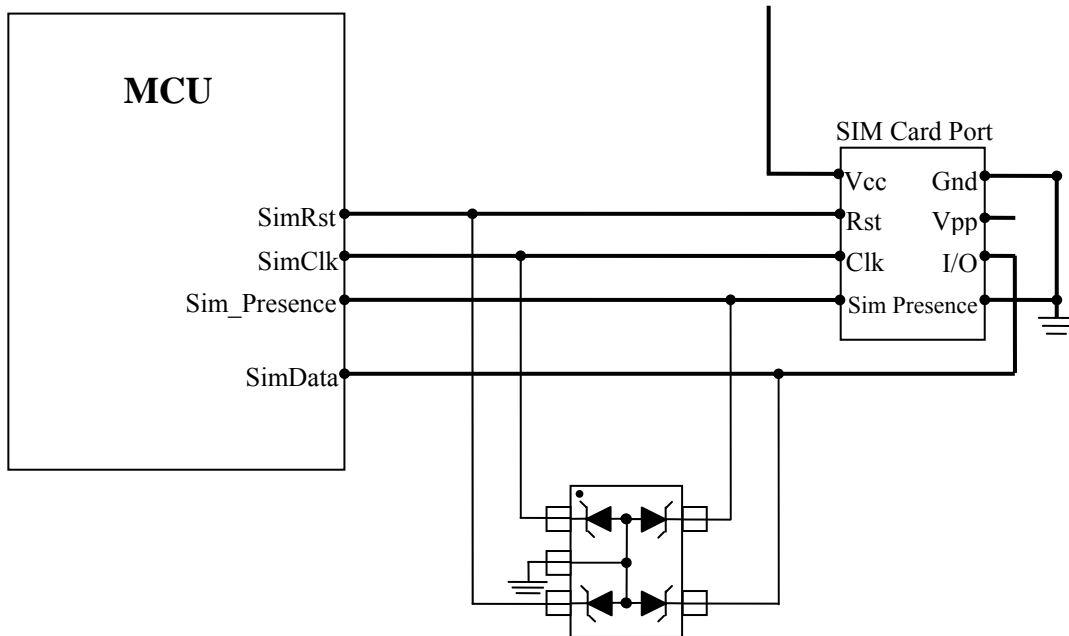 MCU
SIM Card Port
Vcc Gnd
SimRst Rst Vpp
SimClk Clk I/O
Sim_Presence Sim Presence
SimData